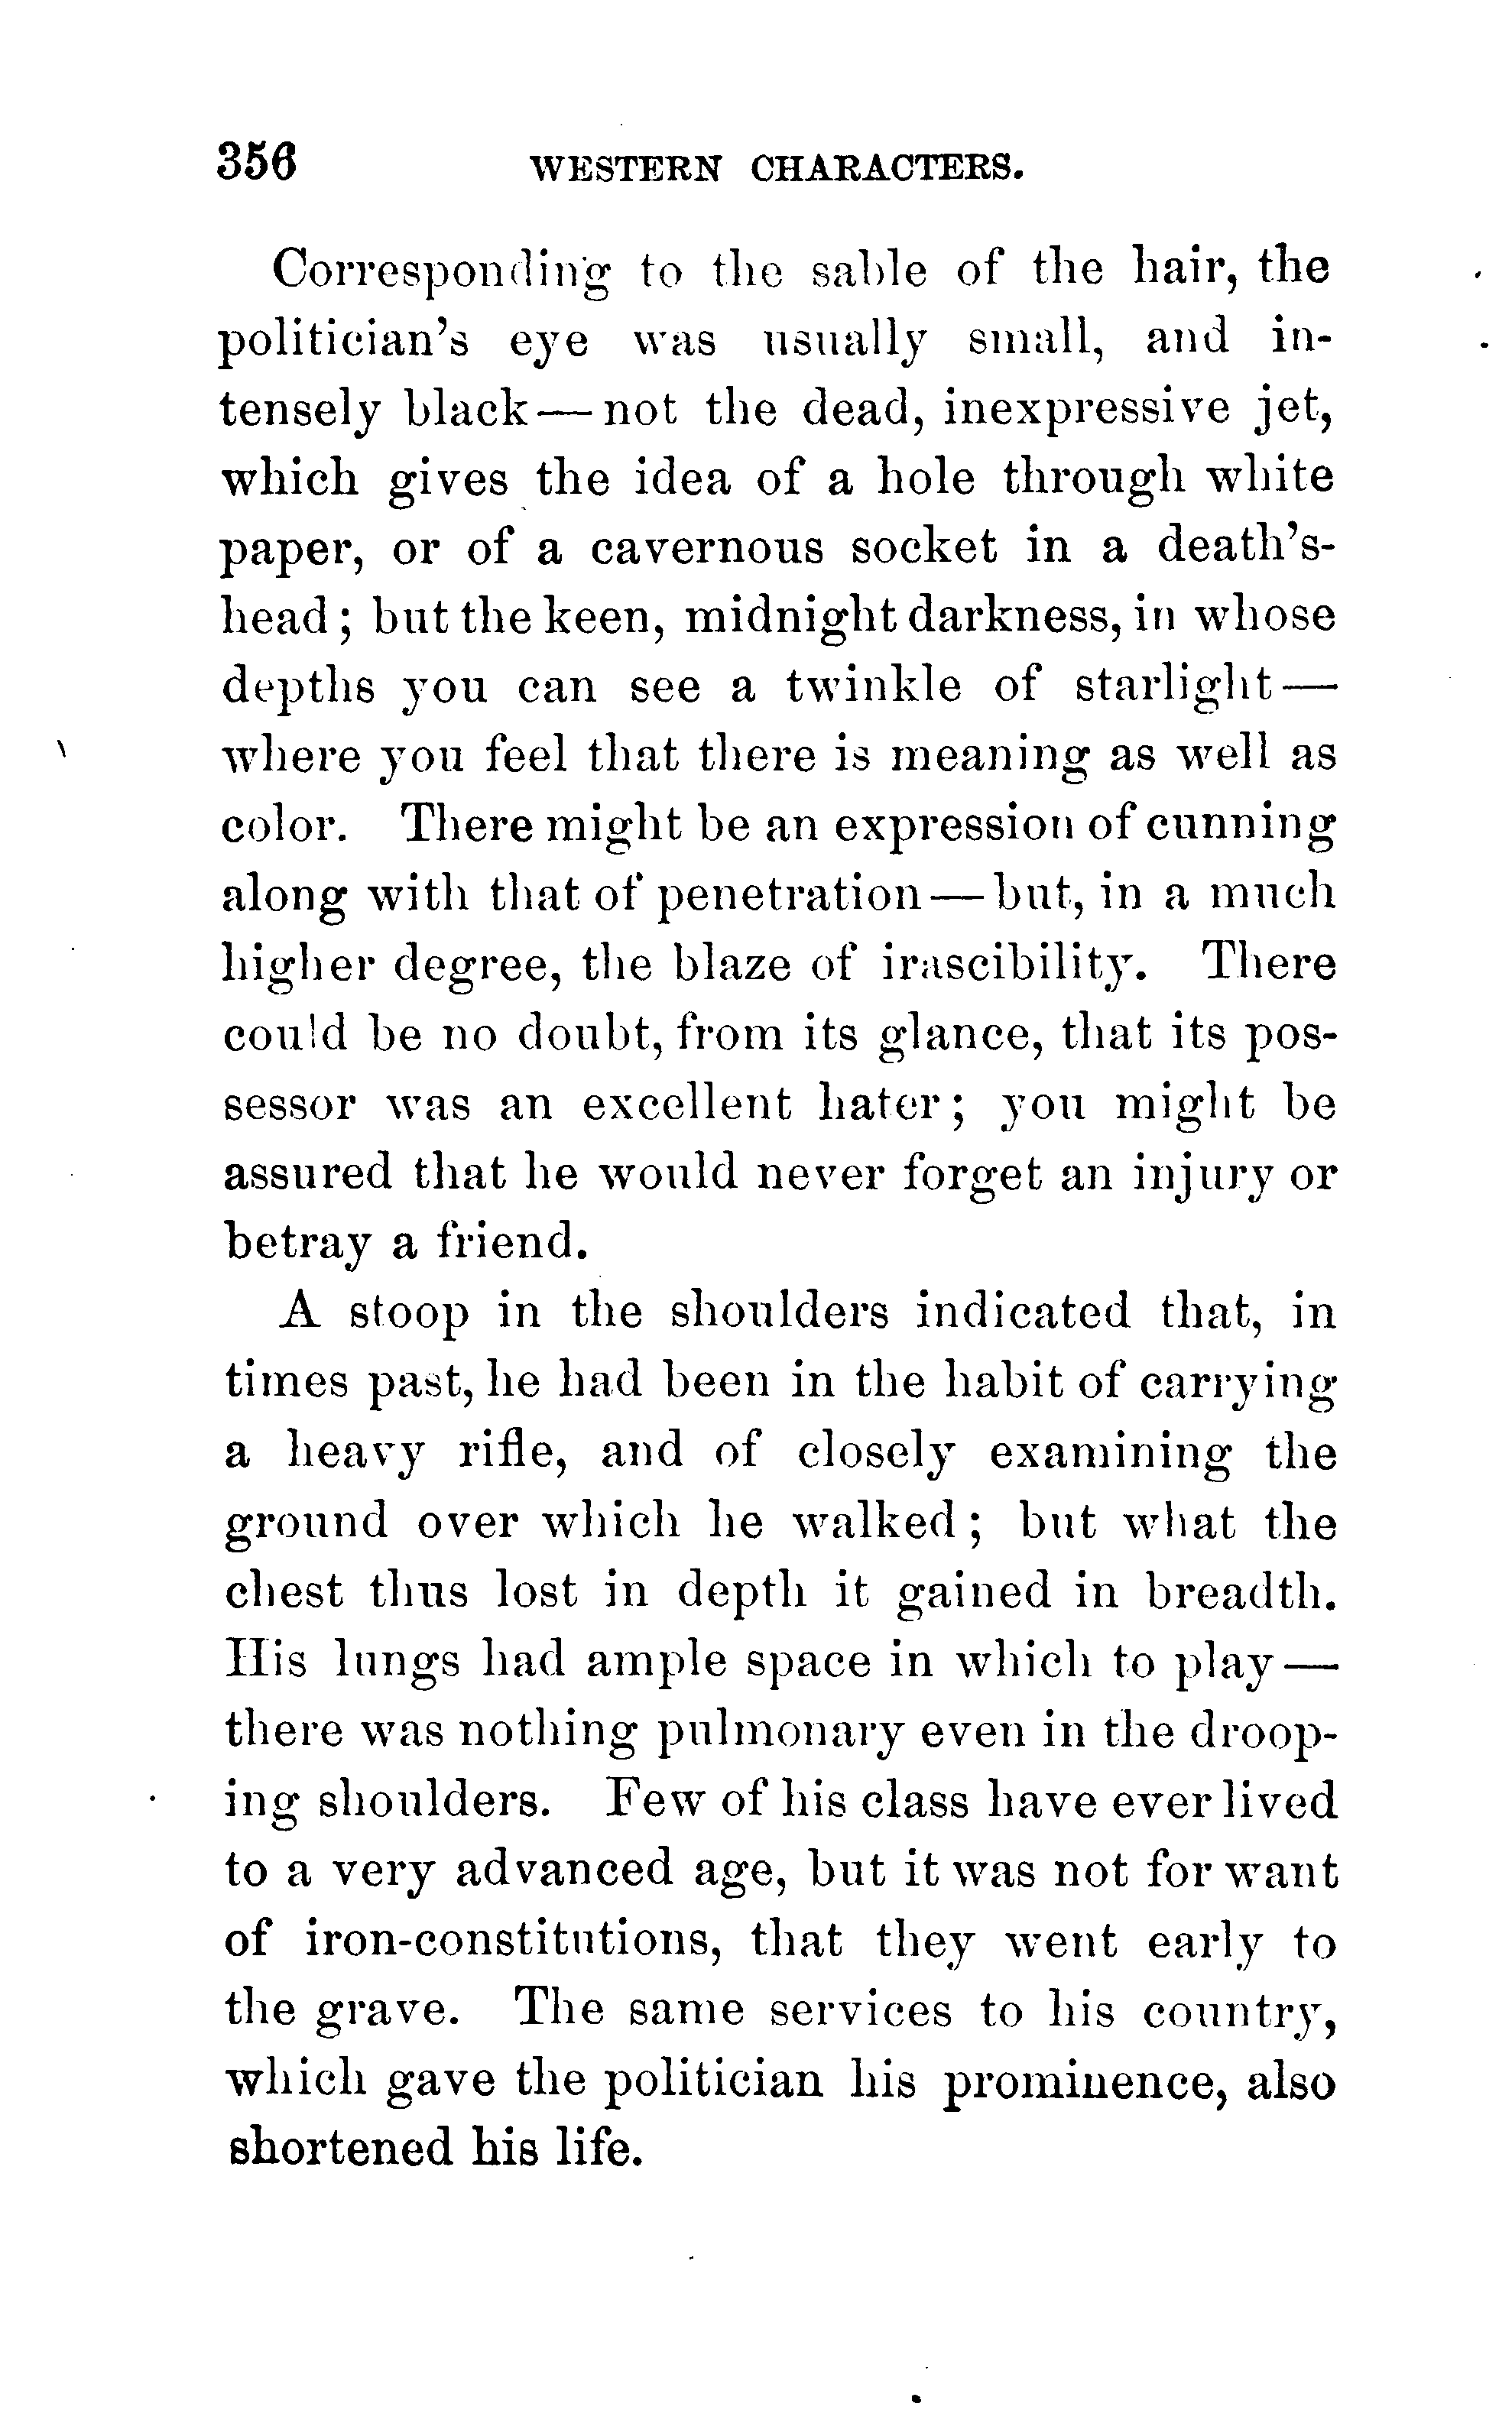 356 WESTERN CHARACTERS.
Corresponding to the sable of the hair, the
politician's eye was usually small, and in-
tensely black—not the dead, inexpressive jet,
which gives the idea of a hole through white
paper, or of a cavernous socket in a death's-
head; but the keen, midnight darkness, in whose
depths you can see a twinkle of starlight—
where you feel that there is meaning as well as
color. There might be an expression of cunning
along with that of penetration—but, in a much
higher degree, the blaze of irascibility. There
could be no doubt, from its glance, that its pos-
sessor was an excellent hater; you might be
assured that he would never forget an injury or
betray a friend.
A stoop in the shoulders indicated that, in
times past, he had been in the habit of carrying
a heavy rifle, and of closely examining the
ground over which he walked; but what the
chest thus lost in depth it gained in breadth.
His lungs had ample space in which to play—
there was nothing pulmonary even in the droop-
ing shoulders. Few of his class have ever lived
to a very advanced age, but it was not for want
of iron-constitutions, that they went early to
the grave. The same services to his country,
which gave the politician his prominence, also
shortened his life.